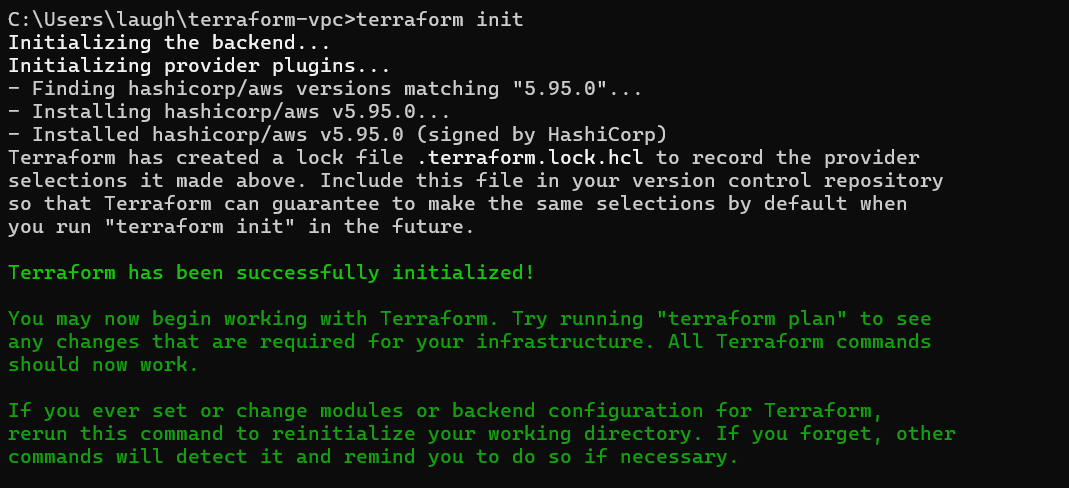 C:\Users\laugh\terraform-vpc>terraform init
Initializing the backend...
Initializing provider plugins...
- Finding hashicorp/aws versions matching "5.95.0"...
- Installing hashicorp/aws v5.95.0...
- Installed hashicorp/aws v5.95.0 (signed by HashiCorp)
Terraform has created a lock file .terraform.lock.hcl to record the provider
selections it made above. Include this file in your version control repository
so that Terraform can guarantee to make the same selections by default when
you run "terraform init" in the future.
Terraform has been successfully initialized!
You may now begin working with Terraform. Try running "terraform plan" to see
any changes that are required for your infrastructure. All Terraform commands
should now work.
If you ever set or change modules or backend configuration for Terraform,
rerun this command to reinitialize your working directory. If you forget, other
commands will detect it and remind you to do so if necessary.